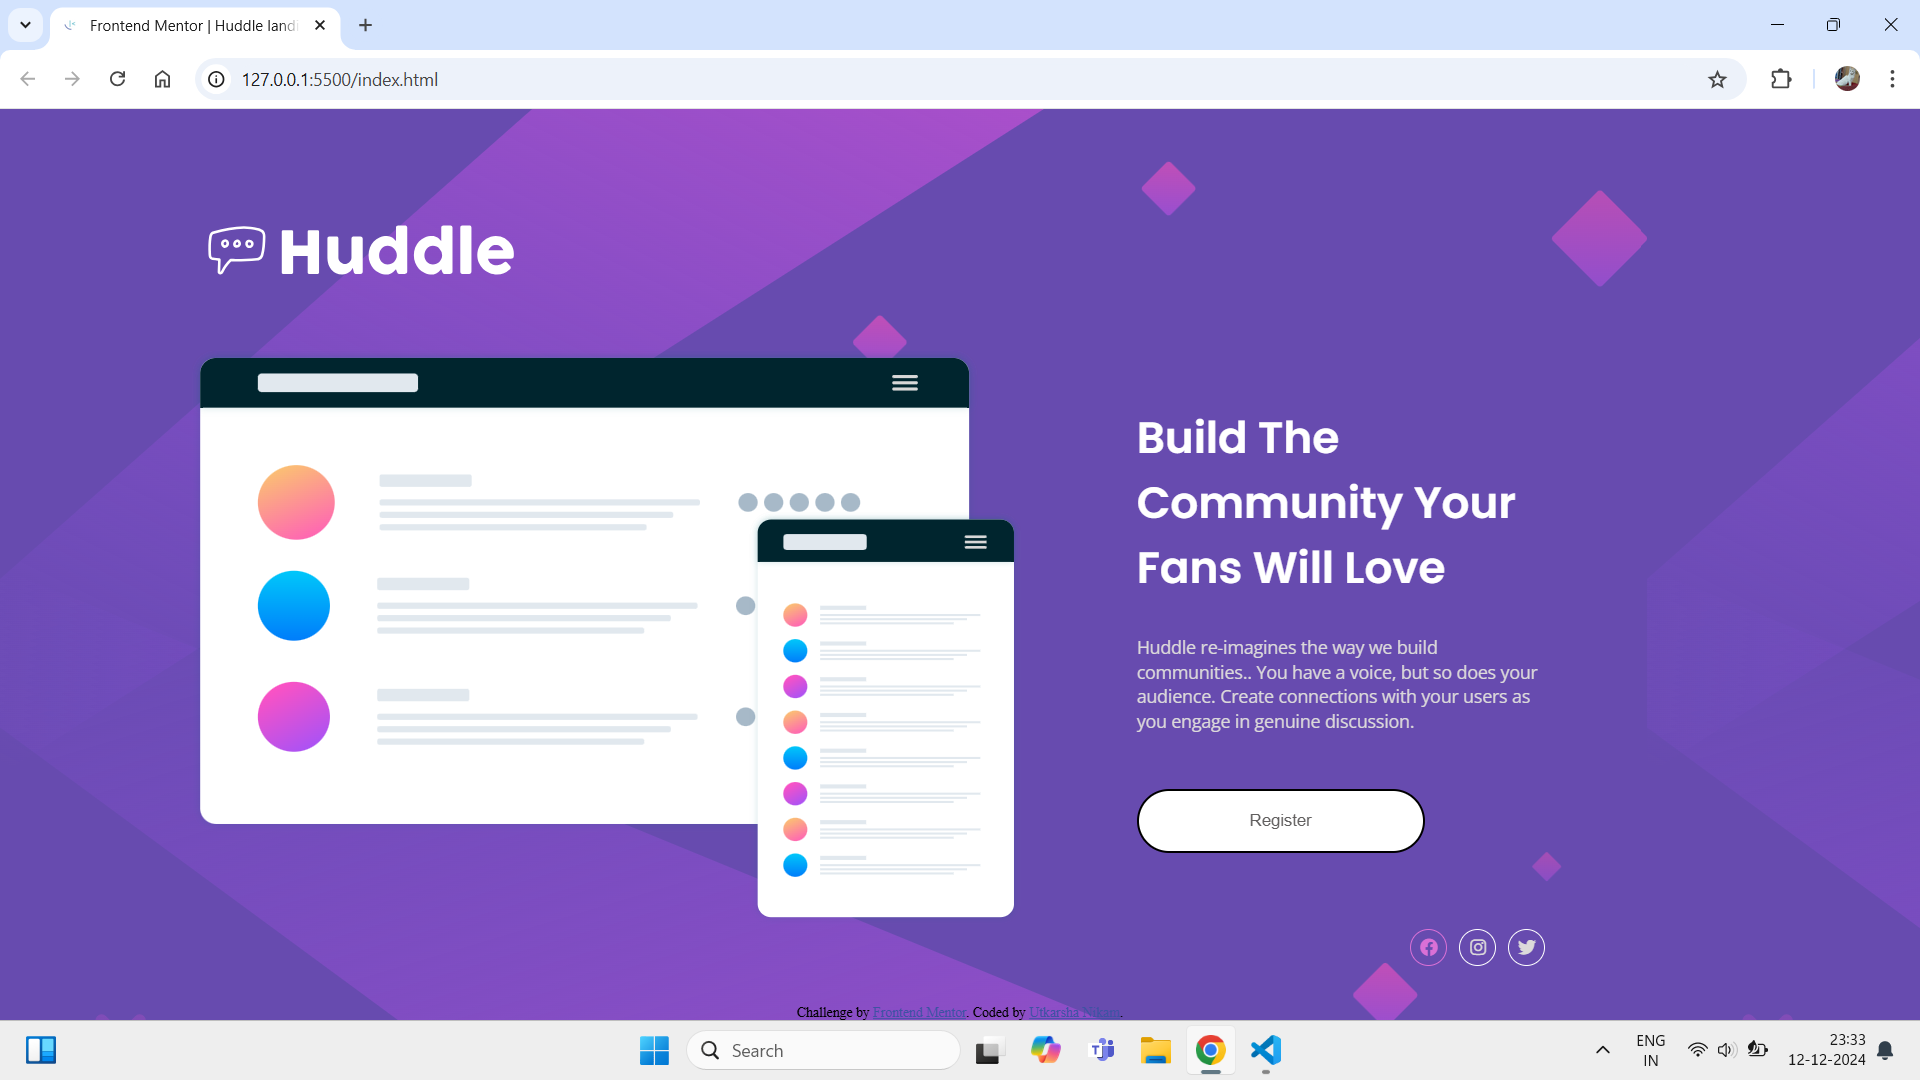 Frontend Mentor | Huddle landi
127.0.0.1:5500/index.html
Huddle
Build The
Community Your
Fans Will Love
Huddle re-imagines the way we build
communities.. You have a voice, but so does your
audience. Create connections with your users as
you engage in genuine discussion.
Register
Challenge by Frontend Mentor. Coded by Utkarsha Nikam.
Search
ENG
IN
23:33
12-12-2024